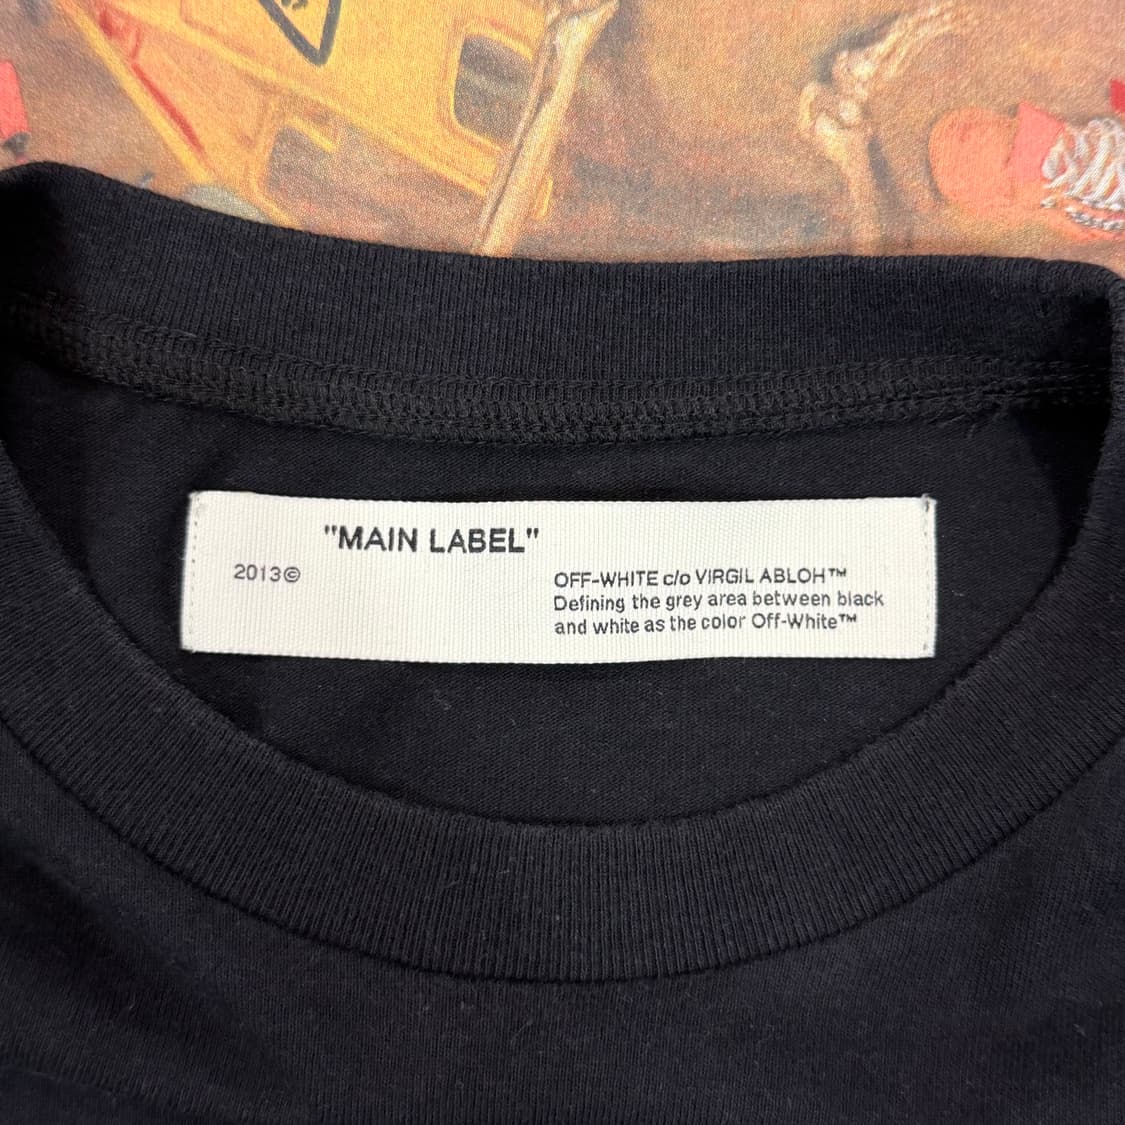 "MAIN LABEL"
2013©
OFF-WHITE c/o VIRGIL ABLOH™
Defining the grey area between black
and white as the color Off-White™